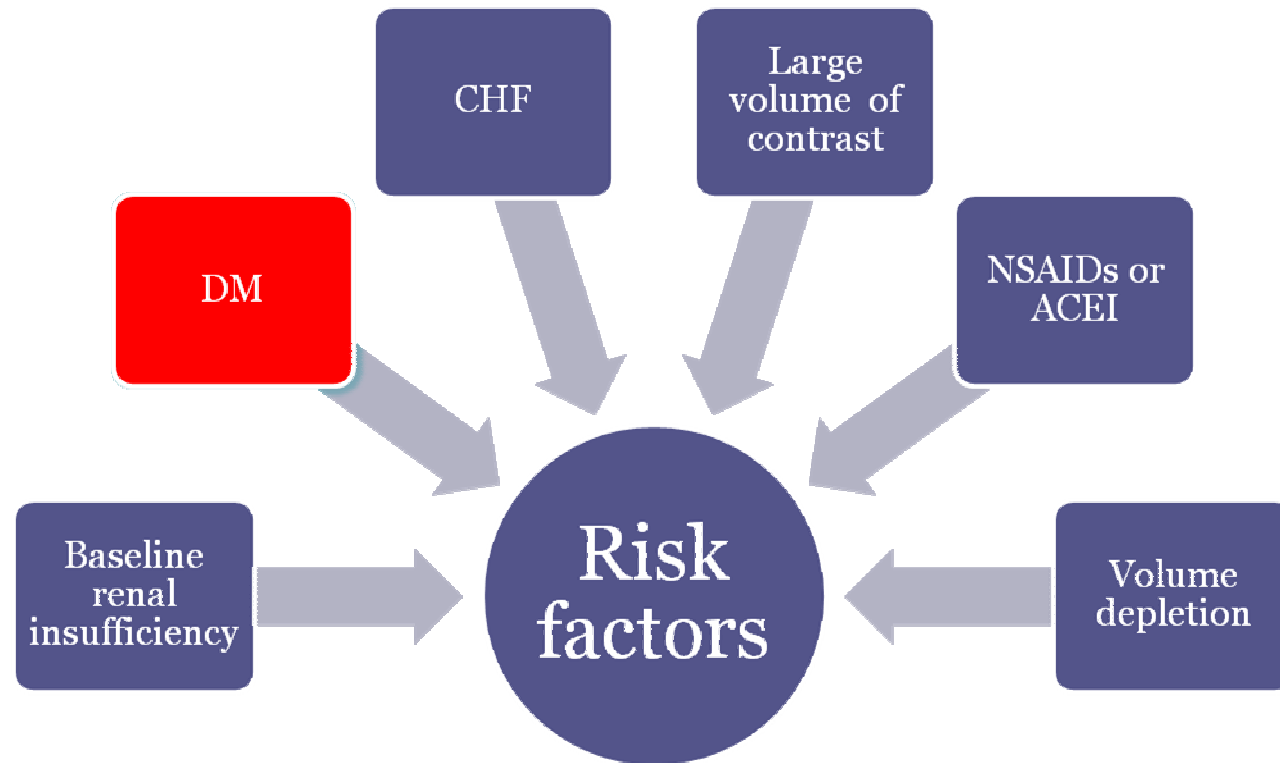 CHF
Large
volume of
contrast
DM
NSAIDs or
ACEI
Baseline
renal
insufficiency
Risk
factors
Volume
depletion